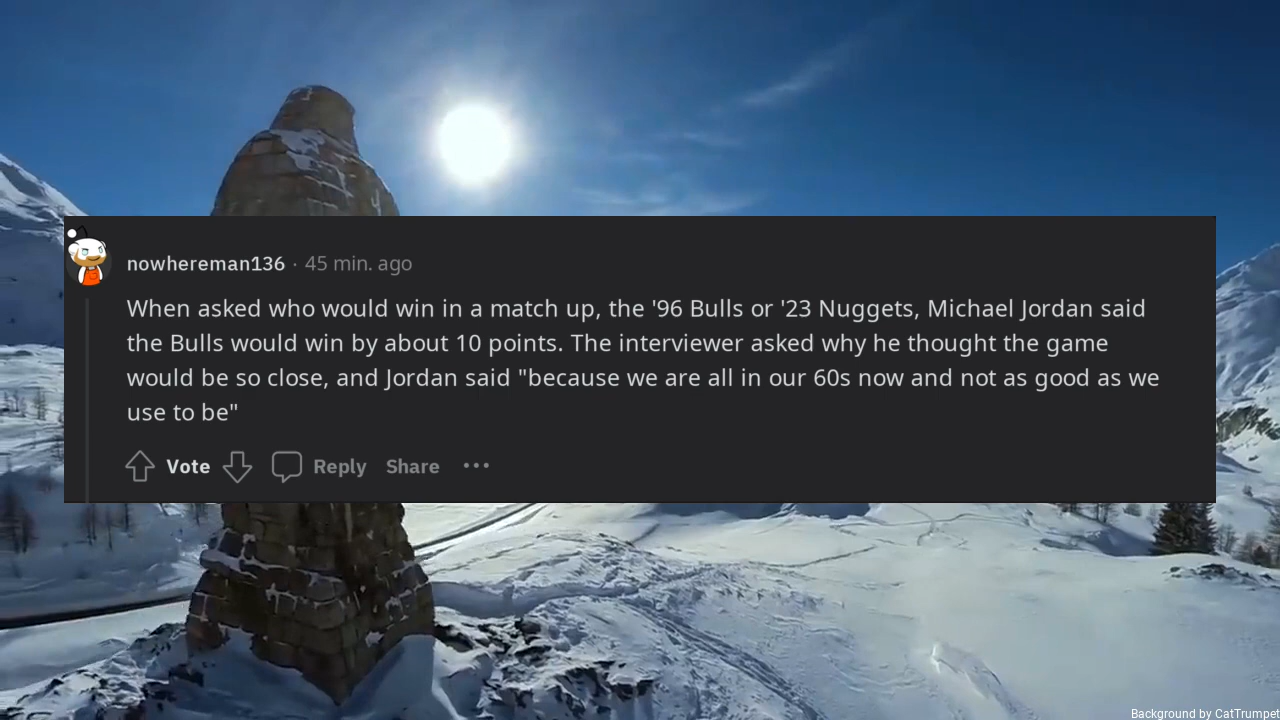 nowhereman136 · 45 min. ago
When asked who would win in a match up, the '96 Bulls or '23 Nuggets, Michael Jordan said
the Bulls would win by about 10 points. The interviewer asked why he thought the game
would be so close, and Jordan said "because we are all in our 60s now and not as good as we
use to be"
Vote Reply Share ···
Background by CatTrumpet